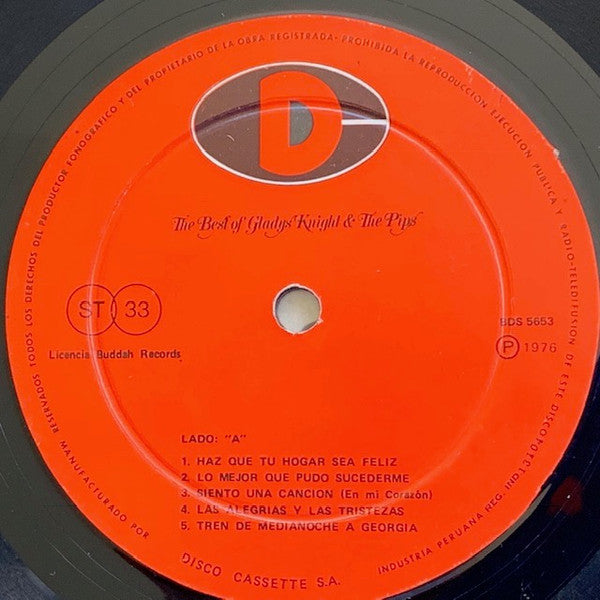 RESERVADOS TODOS LOS DERECHOS DEL PRODUCTOR FONOGRAFICO Y DEL PROPIETARIO DE LA OBRA REGISTRADA - PROHIBIDA LA REPRODUCCION EJECUCION PUBLICA Y RADIO-TELEDIFUSION DE ESTE DISCO
D
The Best of Gladys Knight & The Pips
ST 33
BDS 5653
Licencia Buddah Records
P 1976
LADO: "A"
1. HAZ QUE TU HOGAR SEA FELIZ
2. LO MEJOR QUE PUDO SUCEDERME
3. SIENTO UNA CANCION (En mi Corazón)
4. LAS ALEGRIAS Y LAS TRISTEZAS
5. TREN DE MEDIANOCHE A GEORGIA
MANUFACTURADO POR
DISCO CASSETTE S.A.
INDUSTRIA PERUANA REG. IND